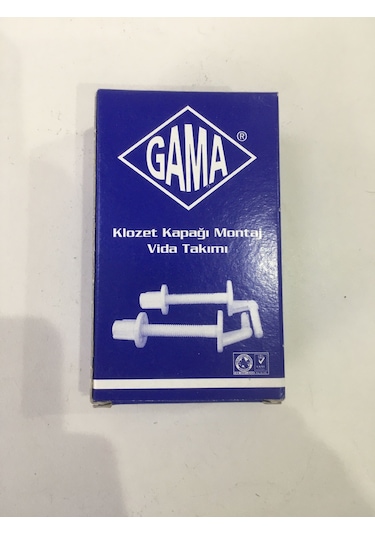 GAMA®
Klozet Kapağı Montaj
Vida Takımı